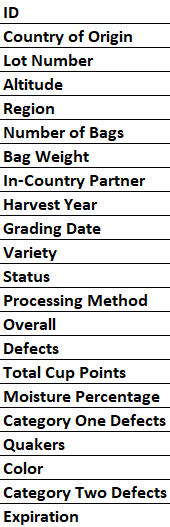 ID
Country of Origin
Lot Number
Altitude
Region
Number of Bags
Bag Weight
In-Country Partner
Harvest Year
Grading Date
Variety
Status
Processing Method
Overall
Defects
Total Cup Points
Moisture Percentage
Category One Defects
Quakers
Color
Category Two Defects
Expiration